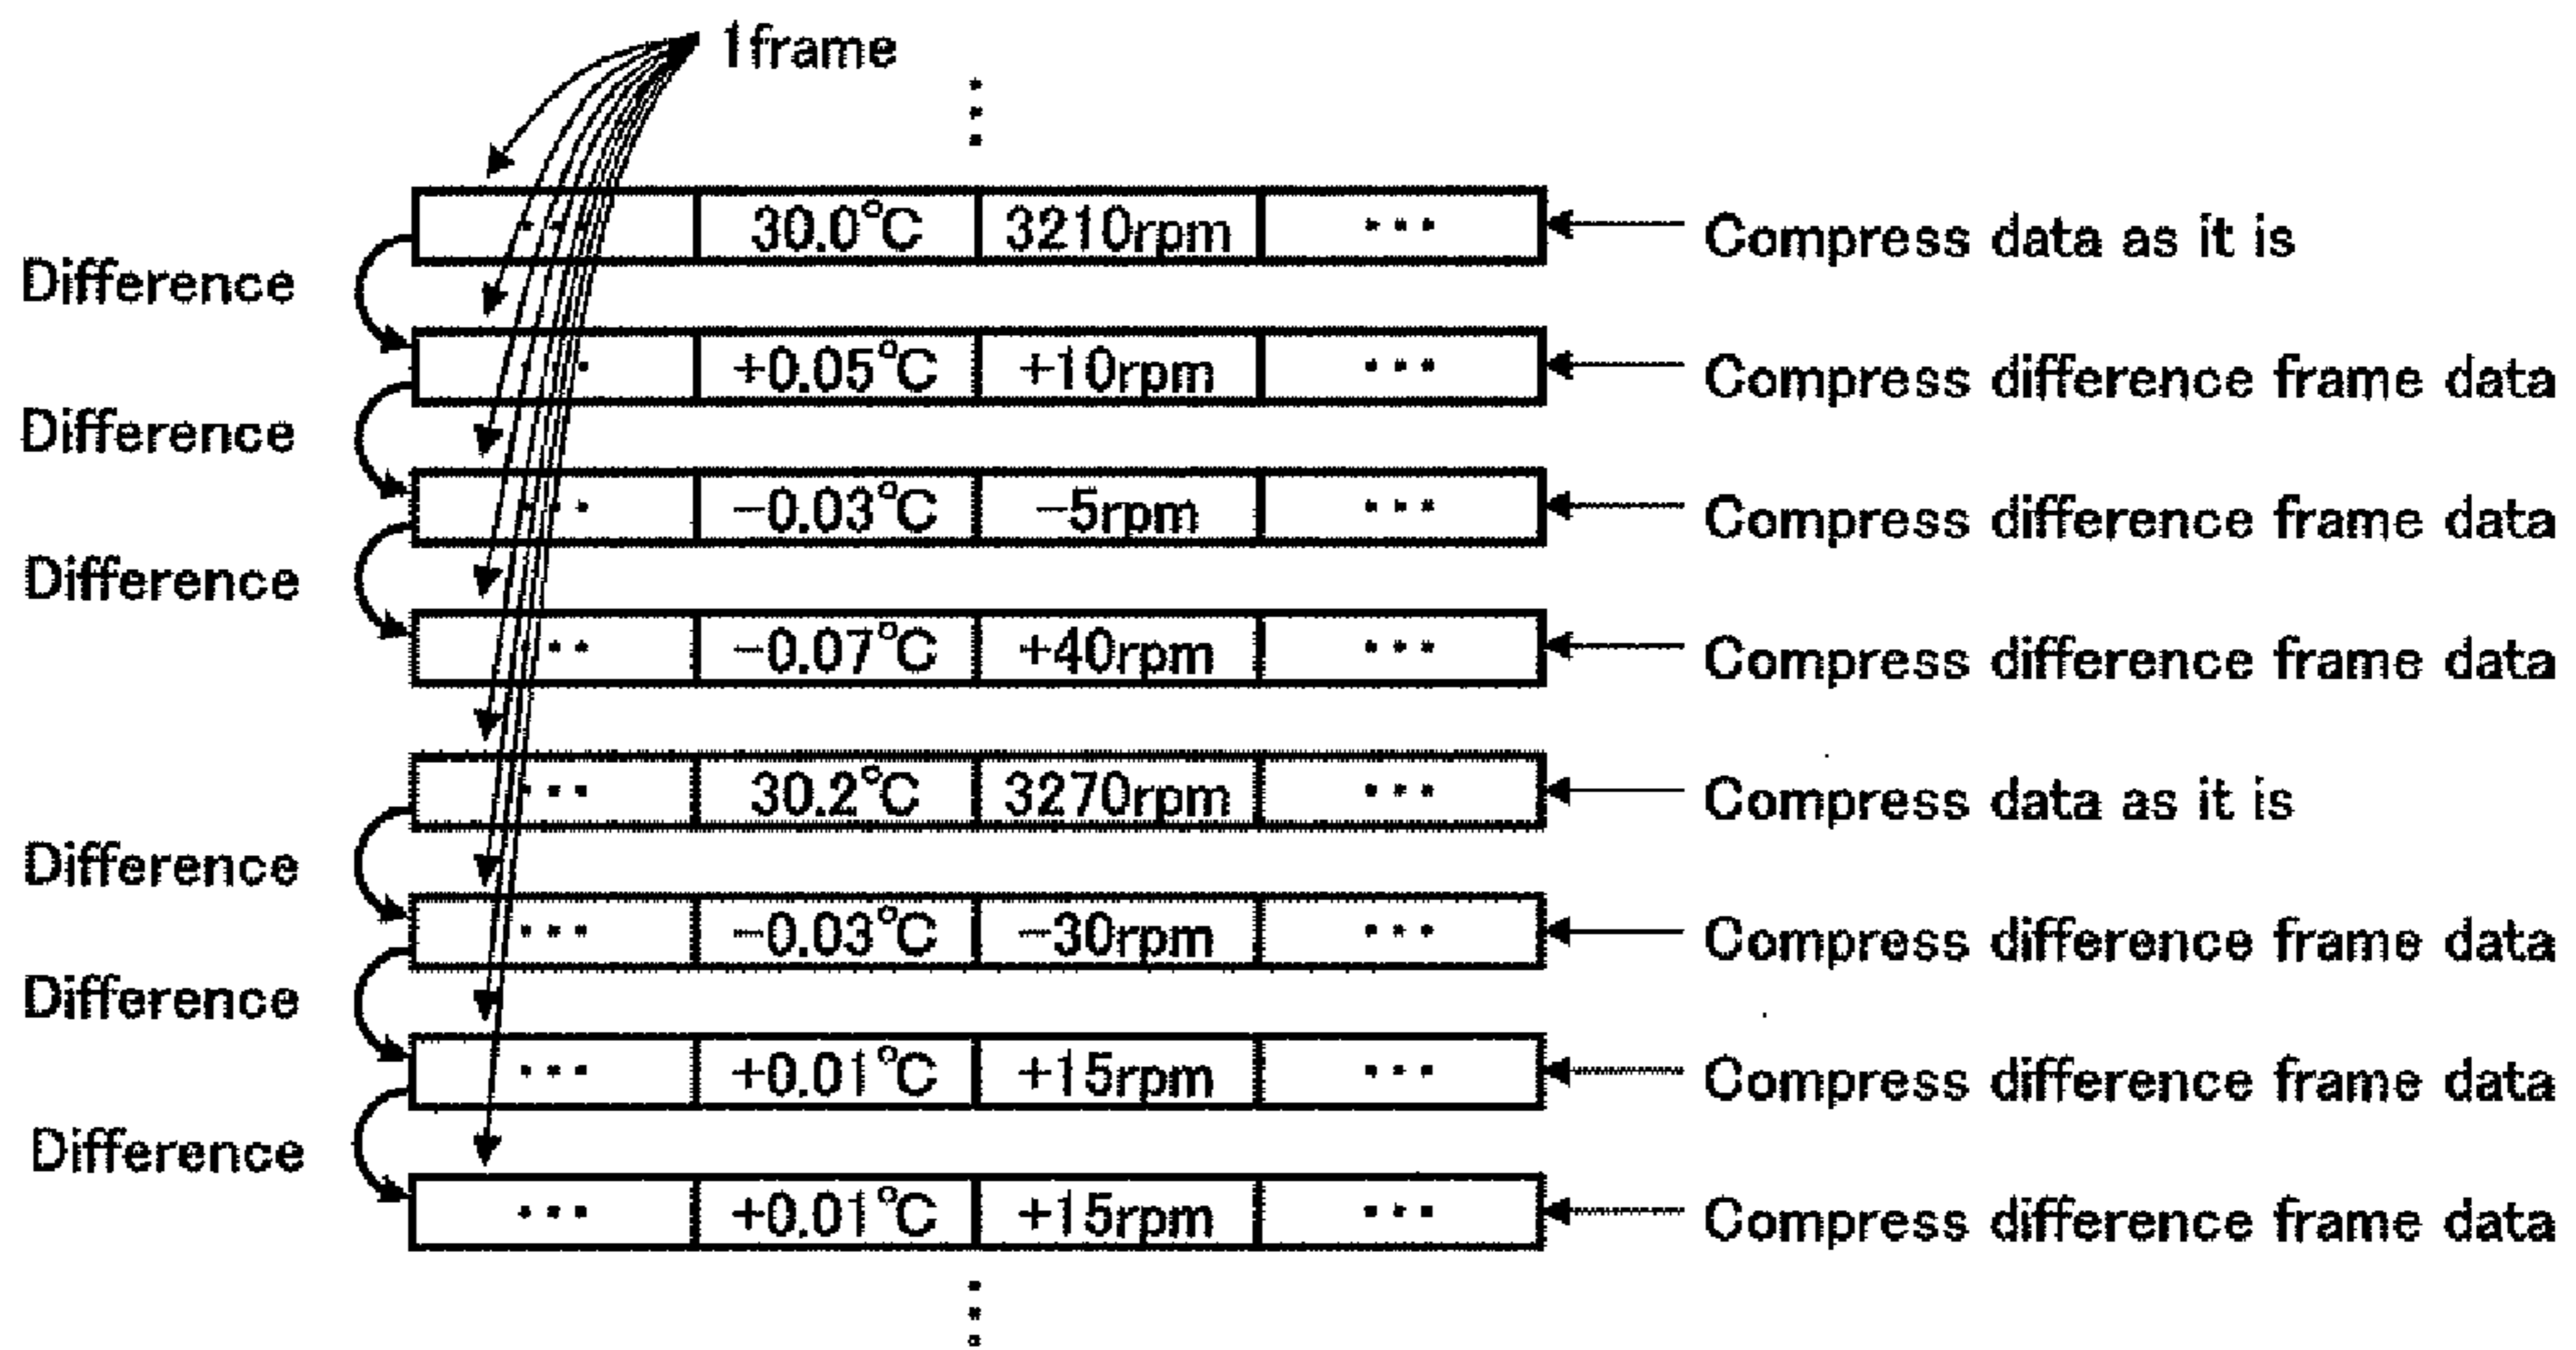 1frame
⋮
... 30.0℃ 3210rpm ... Compress data as it is
Difference
... +0.05℃ +10rpm ... Compress difference frame data
Difference
... −0.03℃ −5rpm ... Compress difference frame data
Difference
... −0.07℃ +40rpm ... Compress difference frame data
... 30.2℃ 3270rpm ... Compress data as it is
Difference
... −0.03℃ −30rpm ... Compress difference frame data
Difference
... +0.01℃ +15rpm ... Compress difference frame data
Difference
... +0.01℃ +15rpm ... Compress difference frame data
⋮